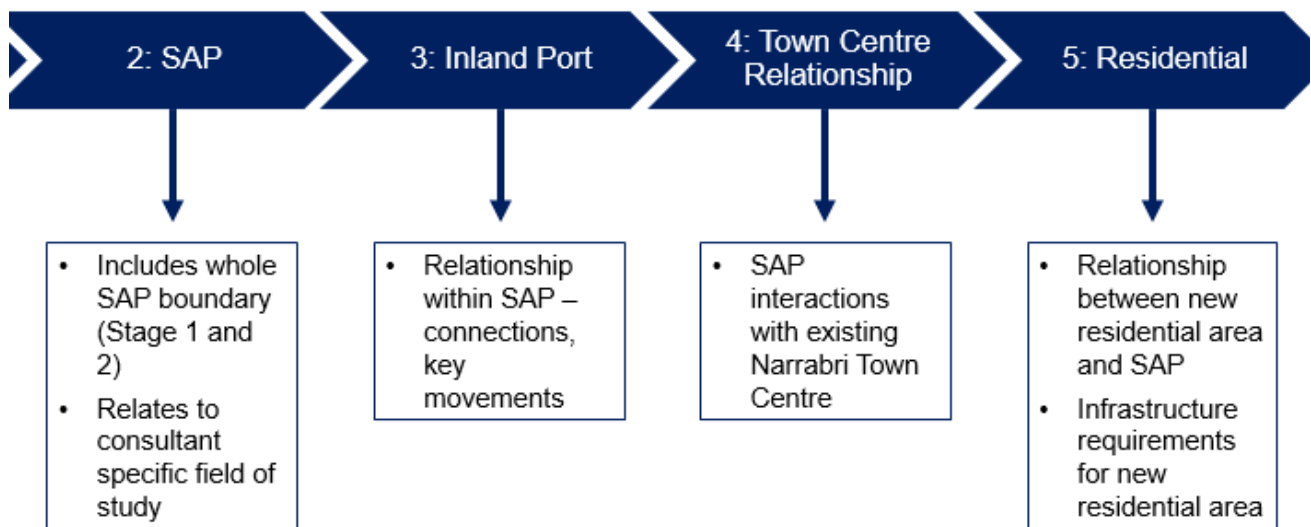 2: SAP
3: Inland Port
4: Town Centre
Relationship
5: Residential
• Includes whole
SAP boundary
(Stage 1 and
2)
• Relates to
consultant
specific field of
study
• Relationship
within SAP –
connections,
key
movements
• SAP
interactions
with existing
Narrabri Town
Centre
• Relationship
between new
residential area
and SAP
• Infrastructure
requirements
for new
residential area